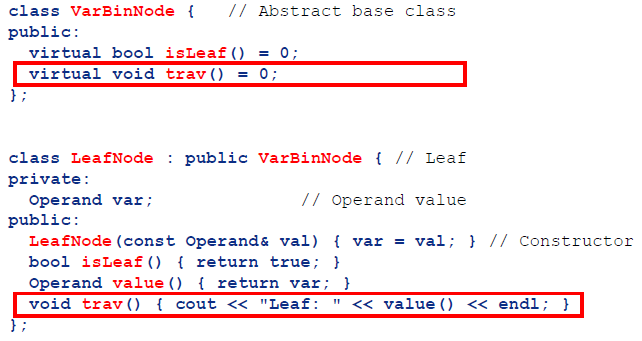 class VarBinNode {   // Abstract base class
public:
  virtual bool isLeaf() = 0;
  virtual void trav() = 0;
};
class LeafNode : public VarBinNode { // Leaf
private:
  Operand var;               // Operand value
public:
  LeafNode(const Operand& val) { var = val; } // Constructor
  bool isLeaf() { return true; }
  Operand value() { return var; }
  void trav() { cout << "Leaf: " << value() << endl; }
};